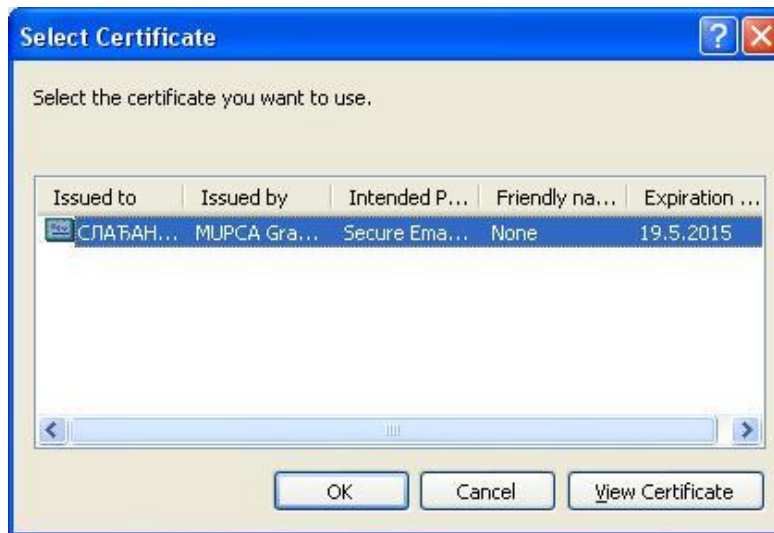 Select Certificate
Select the certificate you want to use.
Issued to Issued by Intended P... Friendly na... Expiration ...
СЛАЂАН... MUPCA Gra... Secure Ema... None 19.5.2015
OK Cancel View Certificate